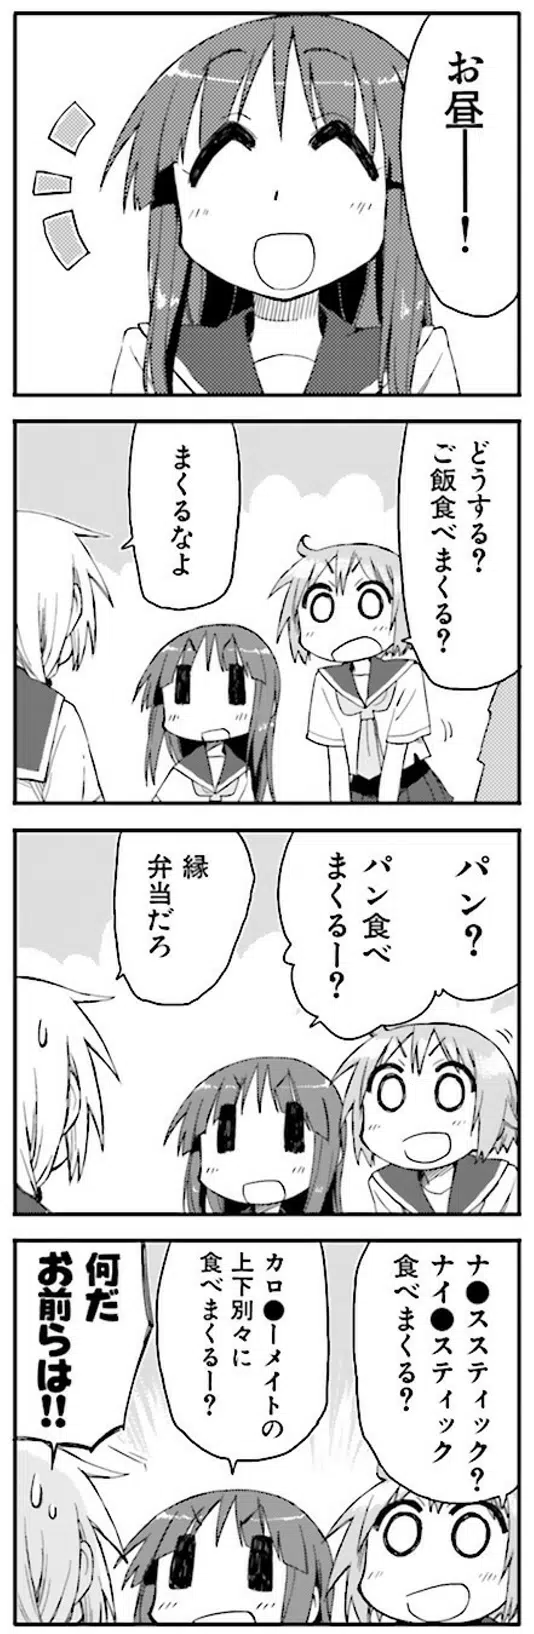 お昼――！
どうする？
ご飯食べまくる？
まくるなよ
パン？
パン食べ
まくるー？
縁
弁当だろ
ナ●ススティック？
ナイ●スティック
食べまくる？
カロ●ーメイトの
上下別々に
食べまくるー？
何だ
お前らは!!